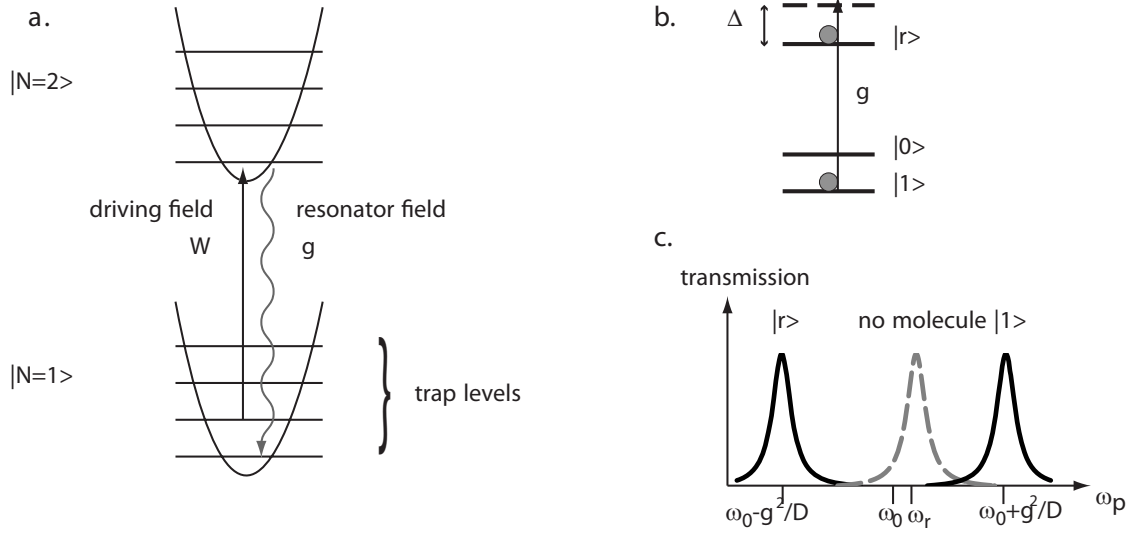 a.
|N=2>
driving field
W
resonator field
g
|N=1>
trap levels
b.
Δ
|r>
g
|0>
|1>
c.
transmission
|r>
no molecule
|1>
ω₀-g²/D
ω₀
ωᵣ
ω₀+g²/D
ωₚ